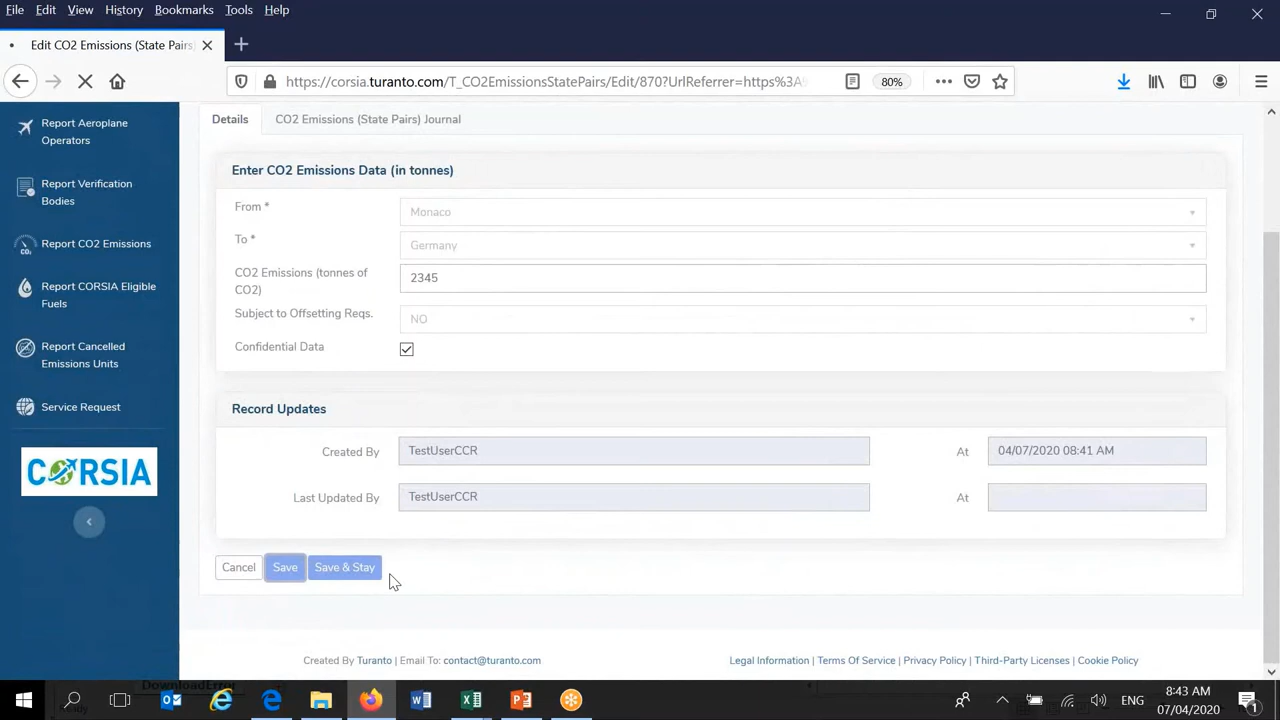 File Edit View History Bookmarks Tools Help
Edit CO2 Emissions (State Pairs)
https://corsia.turanto.com/T_CO2EmissionsStatePairs/Edit/870?UrlReferrer=https%3A%
80%
Report Aeroplane
Operators
Report Verification
Bodies
Report CO2 Emissions
Report CORSIA Eligible
Fuels
Report Cancelled
Emissions Units
Service Request
CORSIA
Details
CO2 Emissions (State Pairs) Journal
Enter CO2 Emissions Data (in tonnes)
From *
Monaco
To *
Germany
CO2 Emissions (tonnes of
CO2)
2345
Subject to Offsetting Reqs.
NO
Confidential Data
Record Updates
Created By
TestUserCCR
At
04/07/2020 08:41 AM
Last Updated By
TestUserCCR
At
Cancel
Save
Save & Stay
Created By Turanto | Email To: contact@turanto.com
Legal Information | Terms Of Service | Privacy Policy | Third-Party Licenses | Cookie Policy
DownloadError
ENG
8:43 AM
07/04/2020